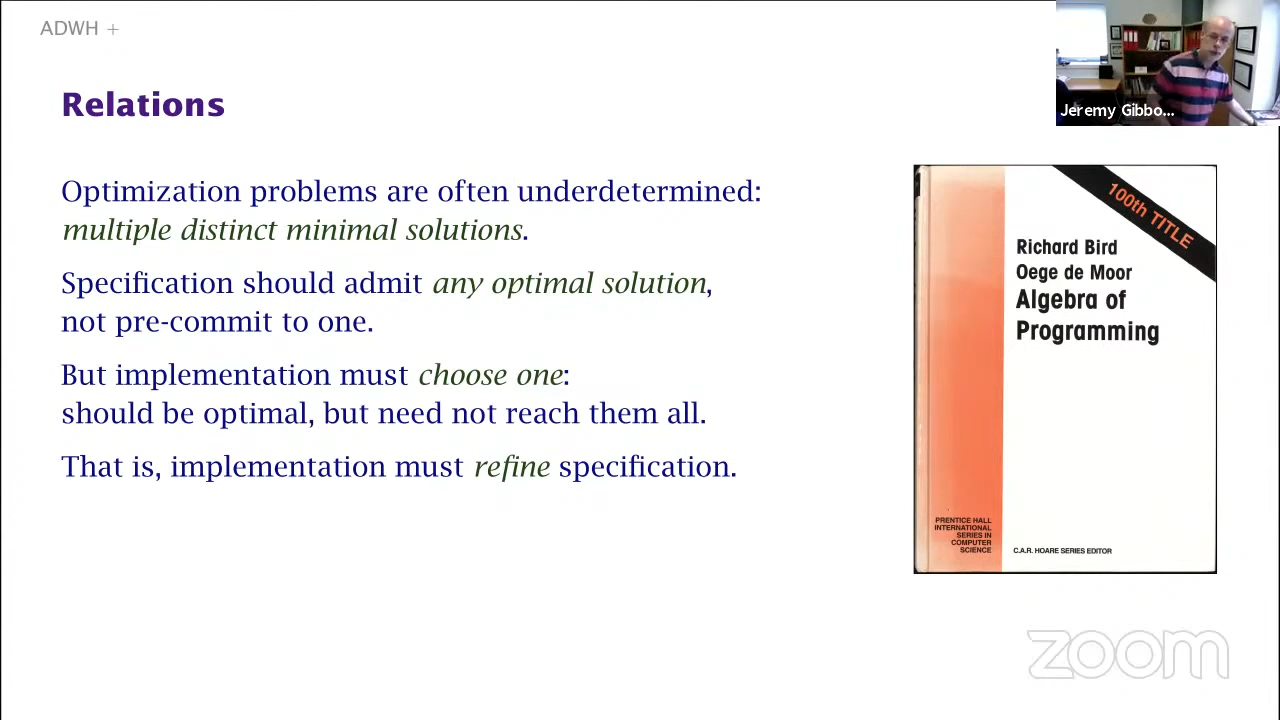 ADWH +
Jeremy Gibbo...
Relations
Optimization problems are often underdetermined:
multiple distinct minimal solutions.
Specification should admit any optimal solution,
not pre-commit to one.
But implementation must choose one:
should be optimal, but need not reach them all.
That is, implementation must refine specification.
100th TITLE
Richard Bird
Oege de Moor
Algebra of
Programming
PRENTICE HALL
INTERNATIONAL
SERIES IN
COMPUTER
SCIENCE
C.A.R. HOARE SERIES EDITOR
zoom